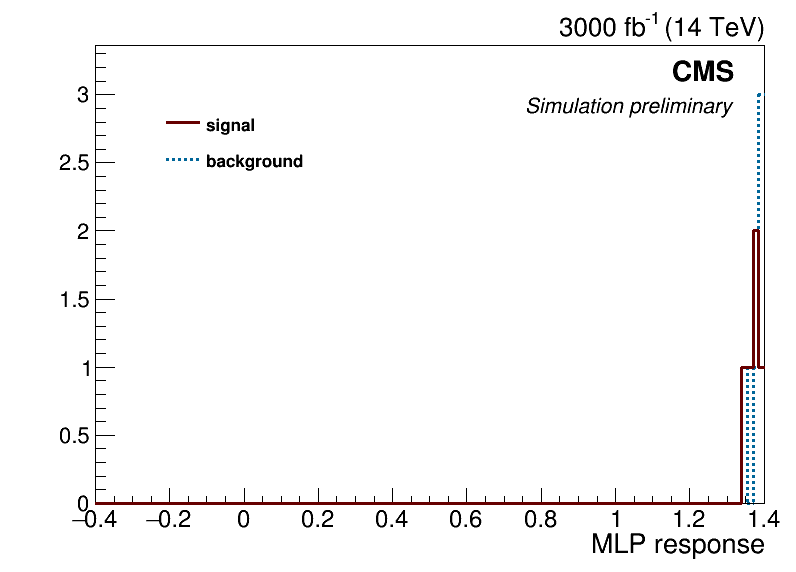 3000 fb⁻¹ (14 TeV)
CMS
Simulation preliminary
signal
background
3
2.5
2
1.5
1
0.5
0
−0.4 −0.2 0 0.2 0.4 0.6 0.8 1 1.2 1.4
MLP response